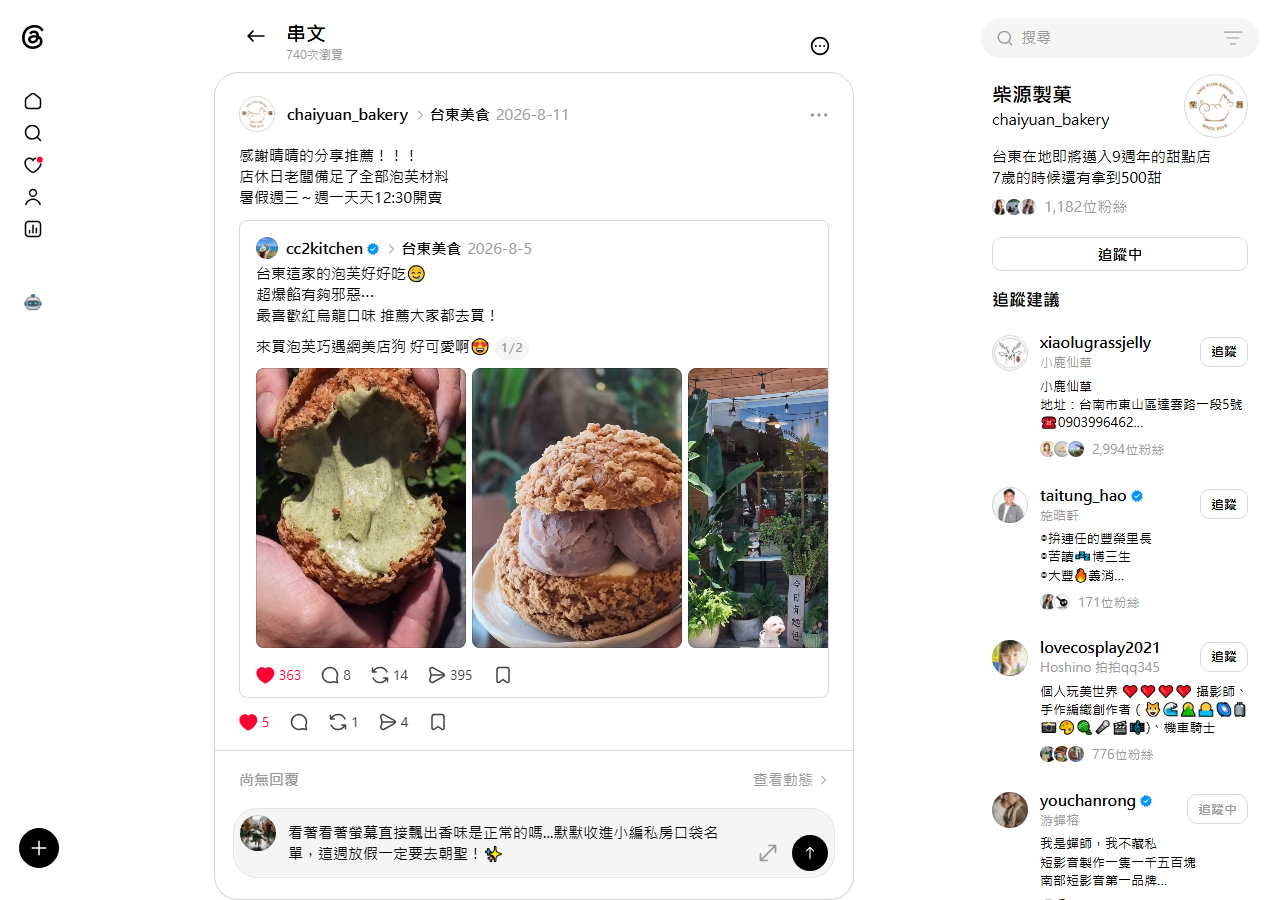 串文
740次瀏覽
chaiyuan_bakery > 台東美食 2026-8-11
感謝晴晴的分享推薦！！！
店休日老闆備足了全部泡芙材料
暑假週三～週一天天12:30開賣
cc2kitchen > 台東美食 2026-8-5
台東這家的泡芙好好吃😋
超爆餡有夠邪惡…
最喜歡紅烏龍口味 推薦大家都去買！
來買泡芙巧遇網美店狗 好可愛啊😍 1/2
今日有麵包
363 8 14 395
5 1 4
尚無回覆
查看動態 >
看著看著螢幕直接飄出香味是正常的嗎...默默收進小編私房口袋名
單，這週放假一定要去朝聖！✨
搜尋
柴源製菓
chaiyuan_bakery
台東在地即將邁入9週年的甜點店
7歲的時候還有拿到500甜
1,182位粉絲
追蹤中
追蹤建議
xiaolugrassjelly
小鹿仙草
追蹤
小鹿仙草
地址：台南市東山區達雲路一段5號
☎️0903996462...
2,994位粉絲
taitung_hao
施晧軒
追蹤
拚連任的豐榮里長
苦讀博三生
大豐🔥義消...
171位粉絲
lovecosplay2021
Hoshino 拍拍qq345
追蹤
個人玩美世界 ❤️❤️❤️❤️ 攝影師、
手作編織創作者（
)、機車騎士
776位粉絲
youchanrong
游蟬榕
追蹤中
我是蟬師，我不藏私
短影音製作一隻一千五百塊
南部短影音第一品牌...